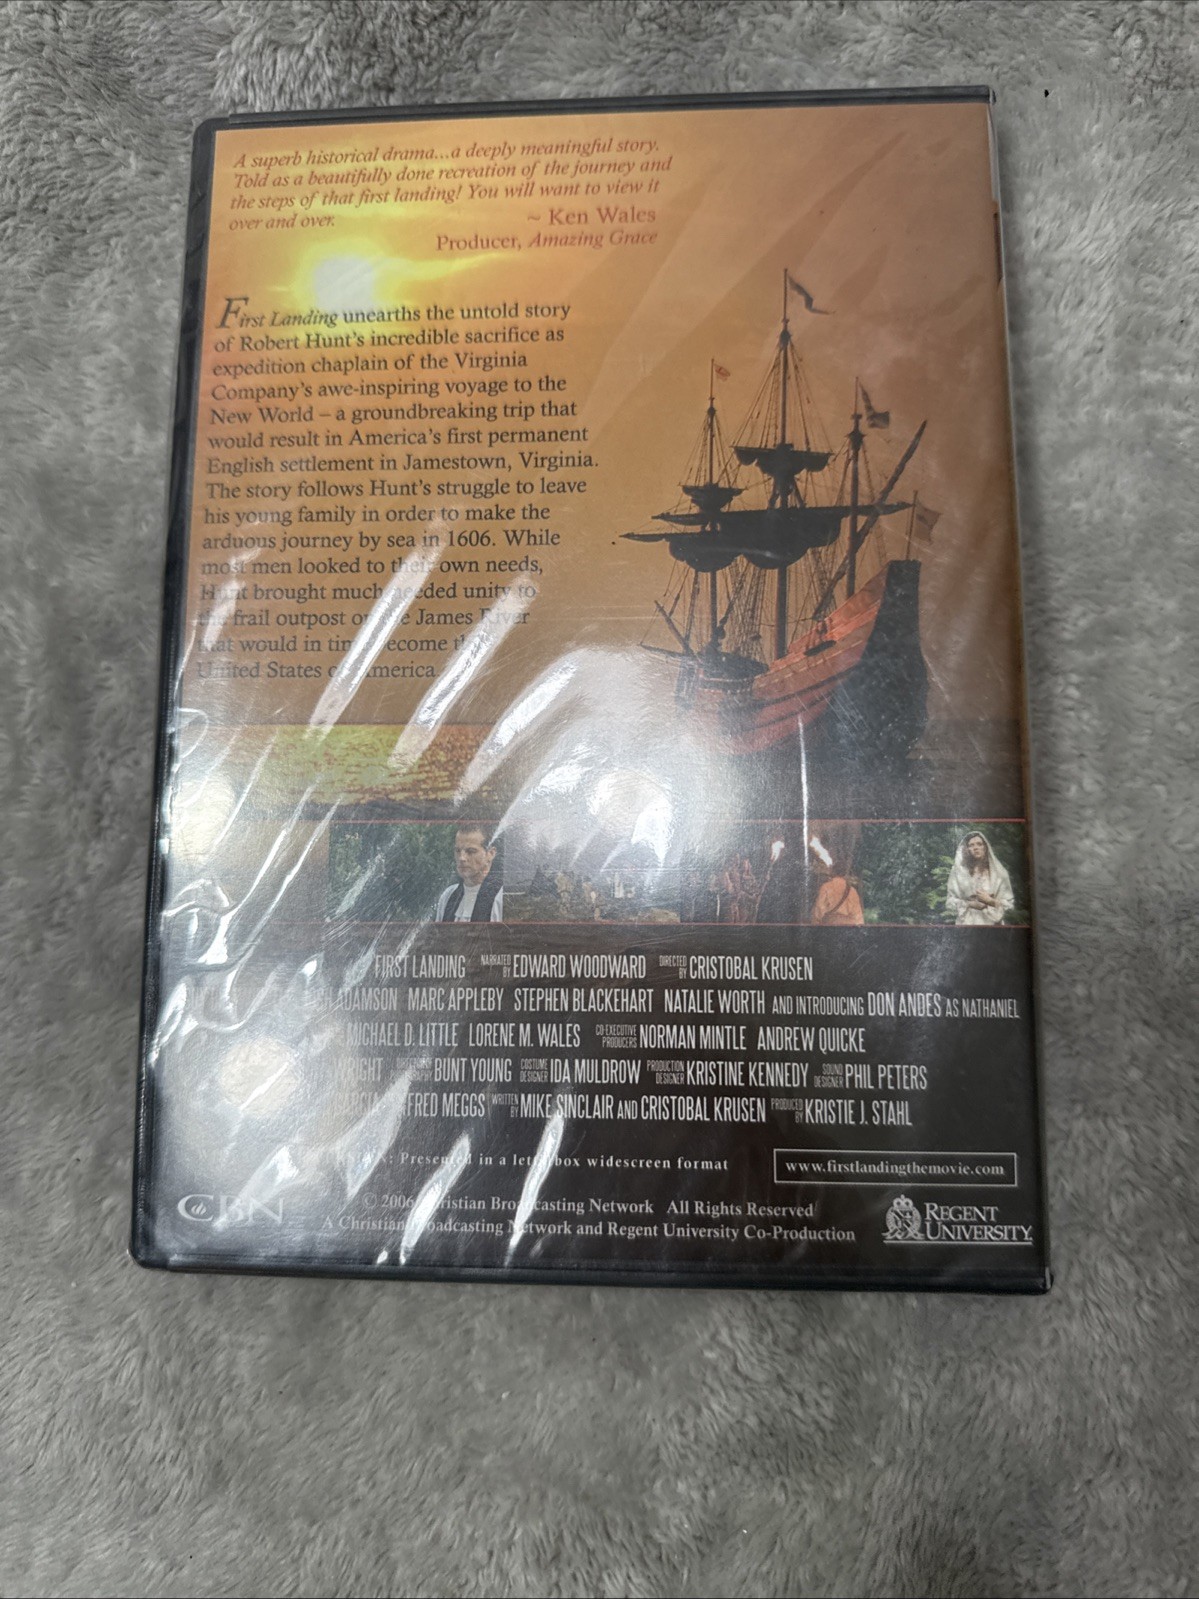 A superb historical drama...a deeply meaningful story.
Told as a beautifully done recreation of the journey and
the steps of that first landing! You will want to view it
over and over.
~ Ken Wales
Producer, Amazing Grace
First Landing unearths the untold story
of Robert Hunt's incredible sacrifice as
expedition chaplain of the Virginia
Company's awe-inspiring voyage to the
New World – a groundbreaking trip that
would result in America's first permanent
English settlement in Jamestown, Virginia.
The story follows Hunt's struggle to leave
his young family in order to make the
arduous journey by sea in 1606. While
most men looked to their own needs,
Hunt brought much needed unity to
the frail outpost on the James River
that would in time become the
United States of America.
FIRST LANDING NARRATED BY EDWARD WOODWARD DIRECTED BY CRISTOBAL KRUSEN
ADAMSON MARC APPLEBY STEPHEN BLACKEHART NATALIE WORTH AND INTRODUCING DON ANDES AS NATHANIEL
MICHAEL D. LITTLE LORENE M. WALES CO-EXECUTIVE PRODUCERS NORMAN MINTLE ANDREW QUICKE
BUNT YOUNG COSTUME DESIGNER IDA MULDROW PRODUCTION DESIGNER KRISTINE KENNEDY SOUND DESIGNER PHIL PETERS
FRED MEGGS WRITTEN BY MIKE SINCLAIR AND CRISTOBAL KRUSEN PRODUCED BY KRISTIE J. STAHL
Presented in a letterbox widescreen format
www.firstlandingthemovie.com
CBN
© 2006 Christian Broadcasting Network All Rights Reserved
A Christian Broadcasting Network and Regent University Co-Production
REGENT
UNIVERSITY.